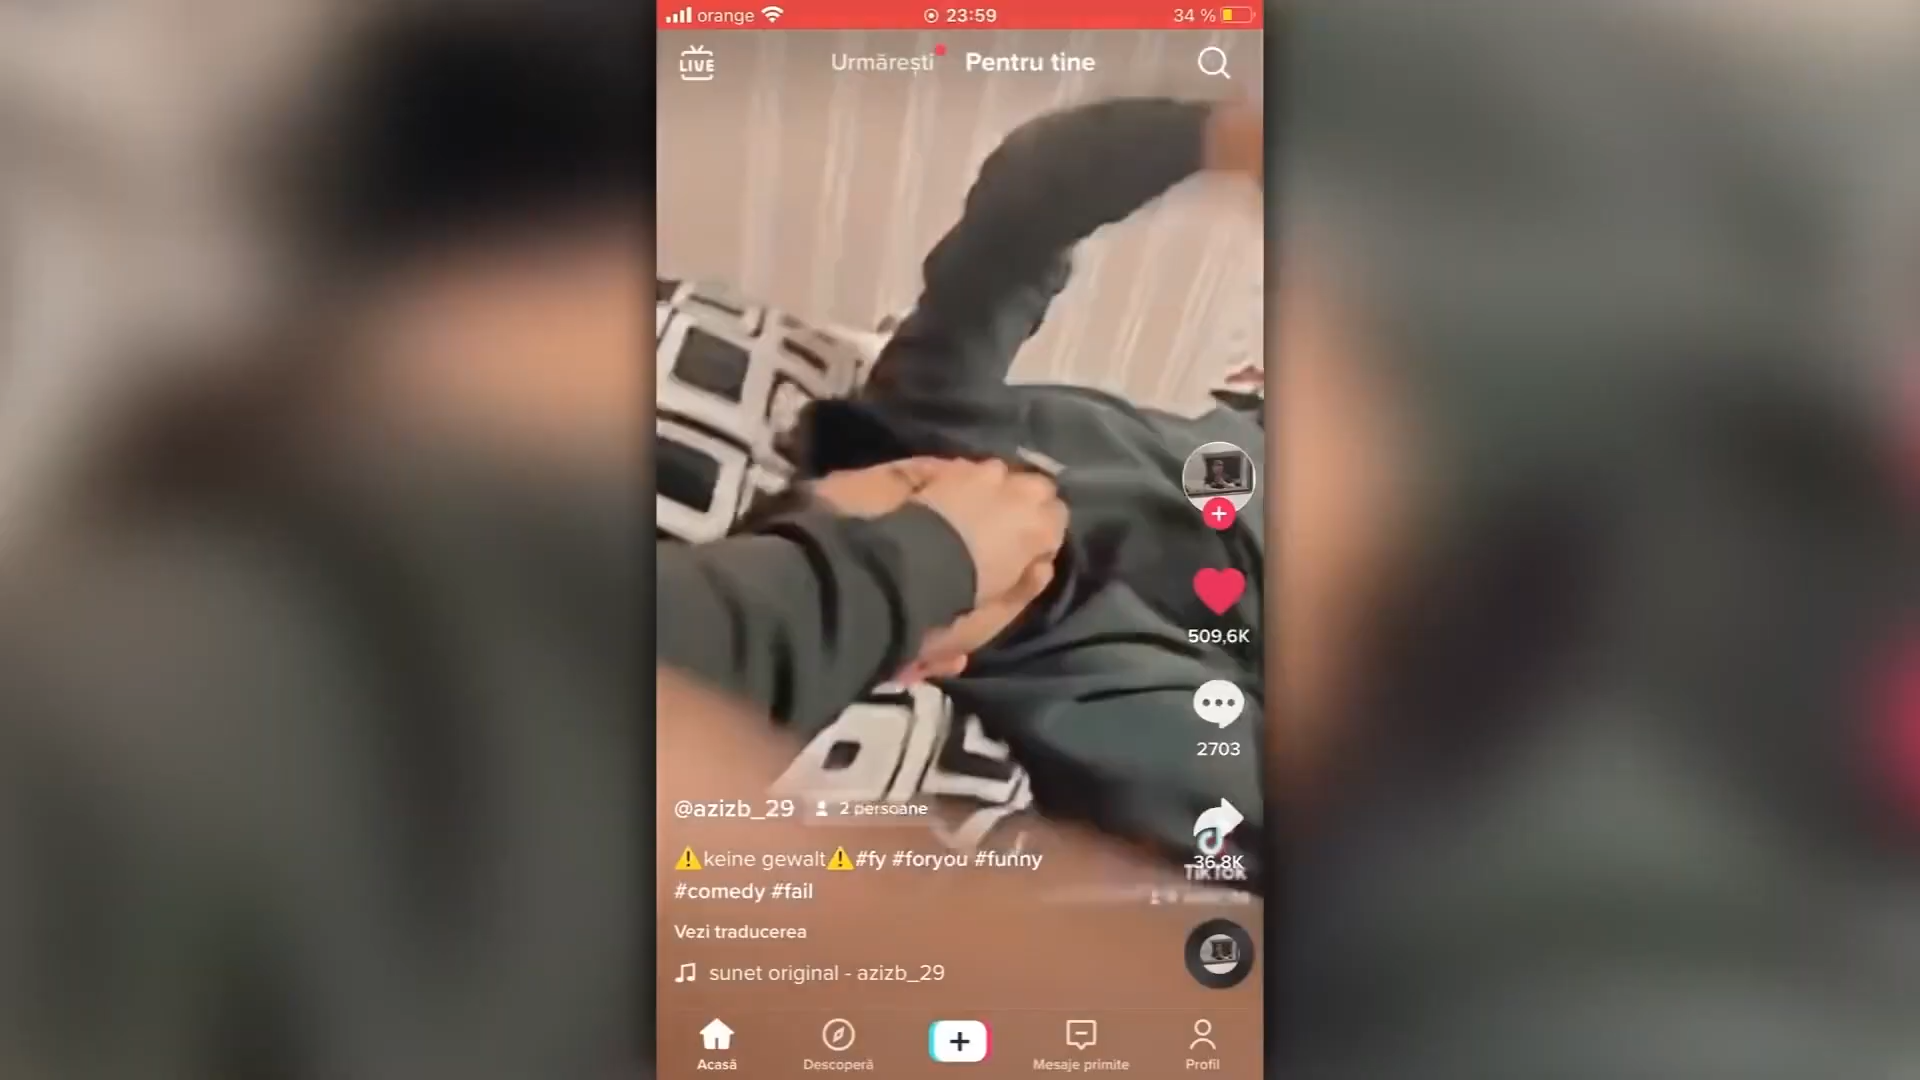 orange 23:59 34 %
LIVE Urmărești Pentru tine
509,6K
2703
@azizb_29 2 persoane
36,8K
TikTok
⚠️keine gewalt⚠️#fy #foryou #funny
#comedy #fail
Vezi traducerea
sunet original - azizb_29
Acasă Descoperă Mesaje primite Profil